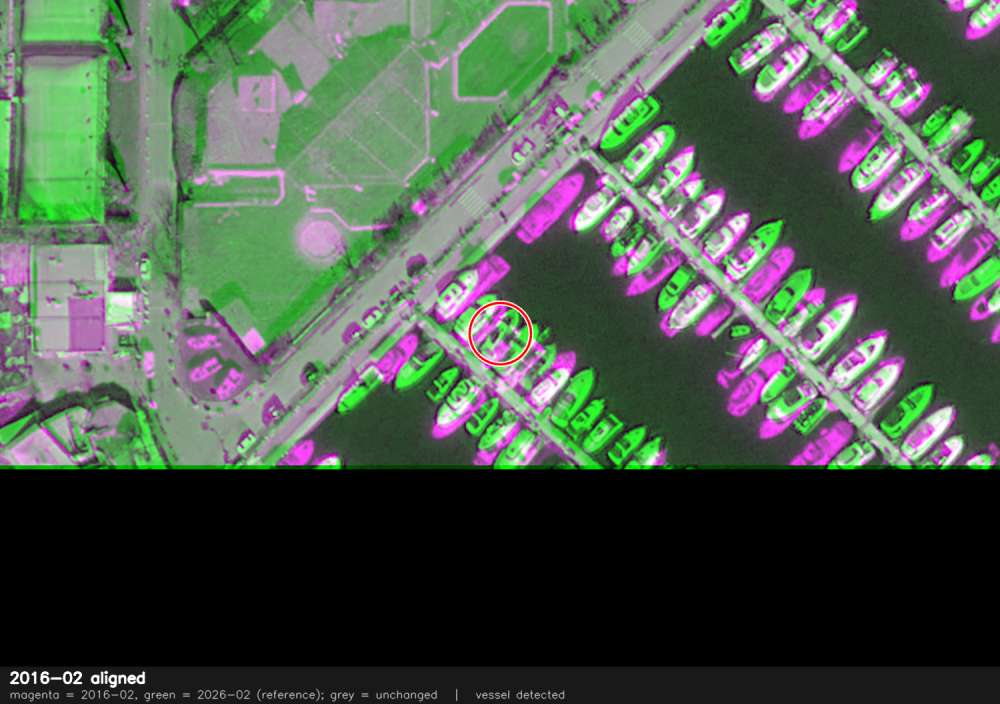 2016-02 aligned
magenta = 2016-02, green = 2026-02 (reference); grey = unchanged | vessel detected